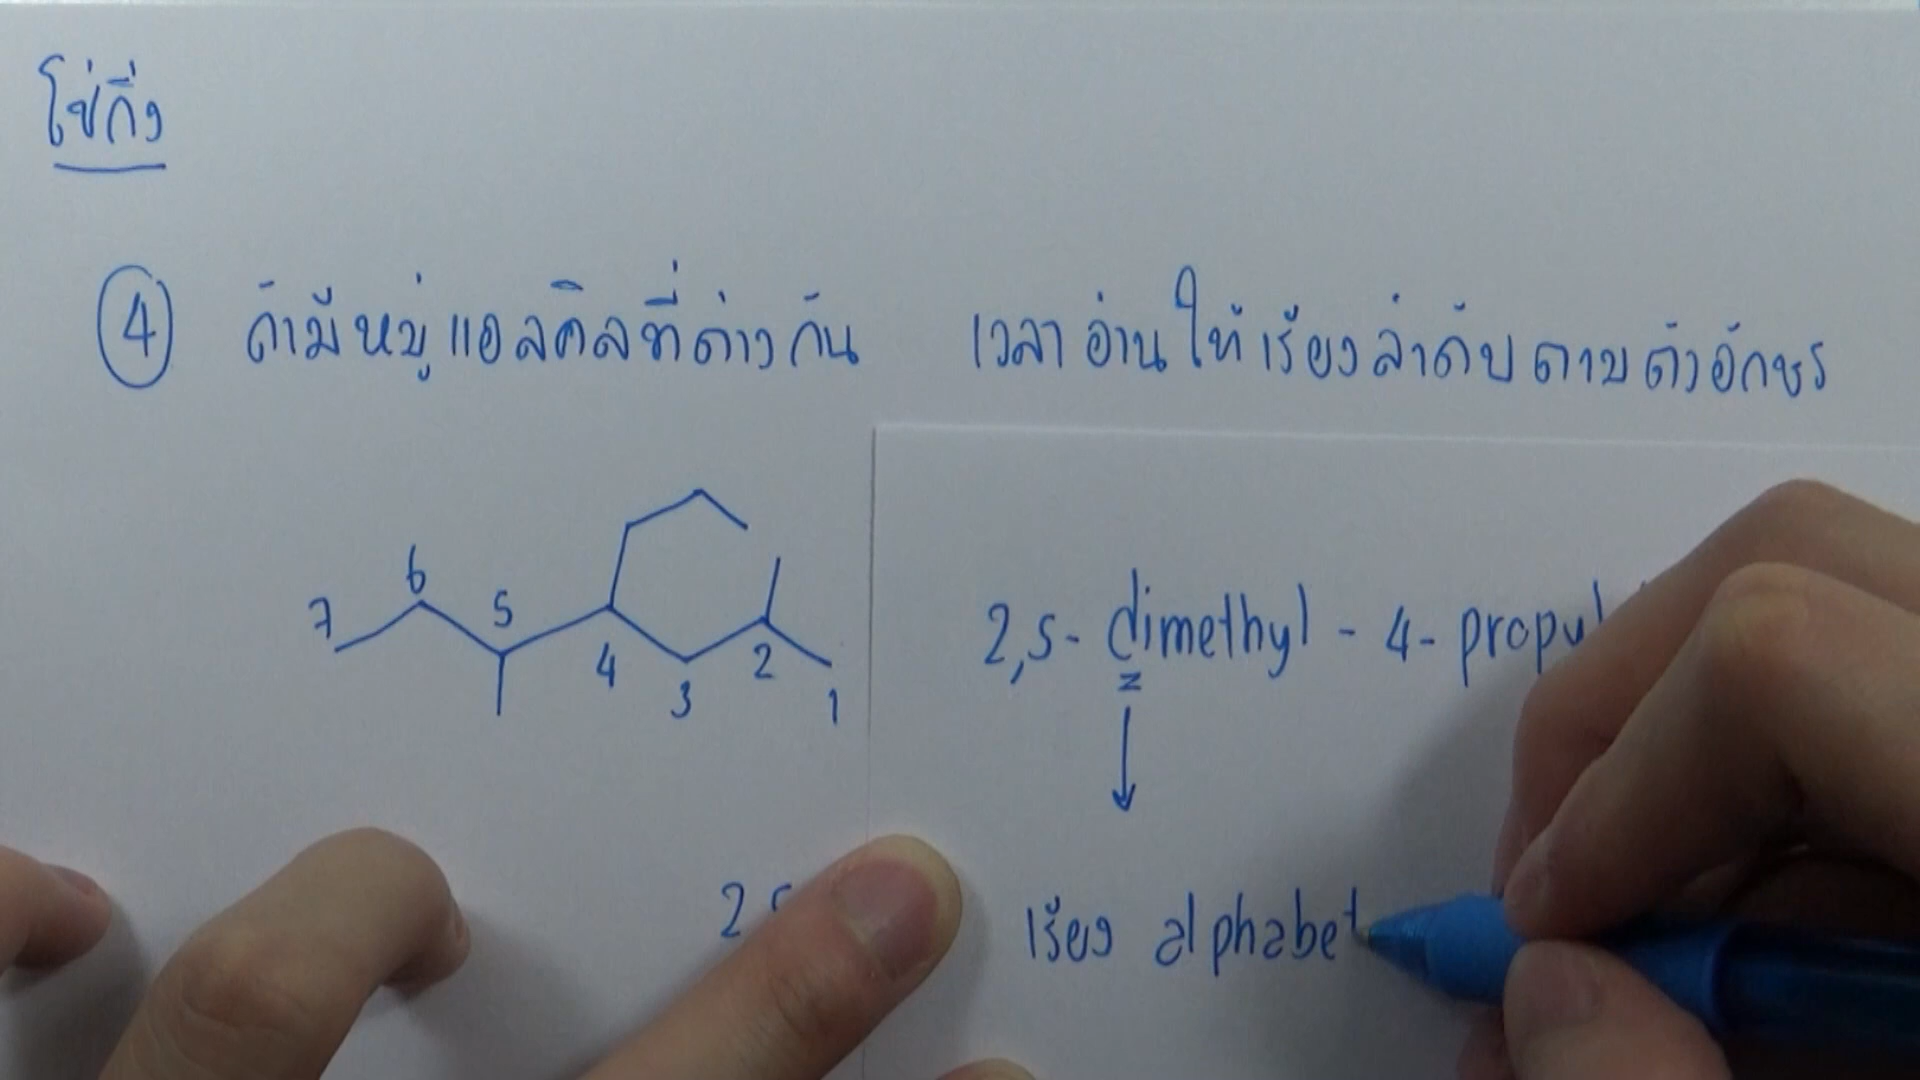 โซ่กิ่ง
④ ถ้ามีหมู่แอลคิลที่ต่างกัน เวลาอ่านให้เรียงลำดับตามตัวอักษร
7 6 5 4 3 2 1
2,5-dimethyl-4-propyl
2
เรียง alphabet